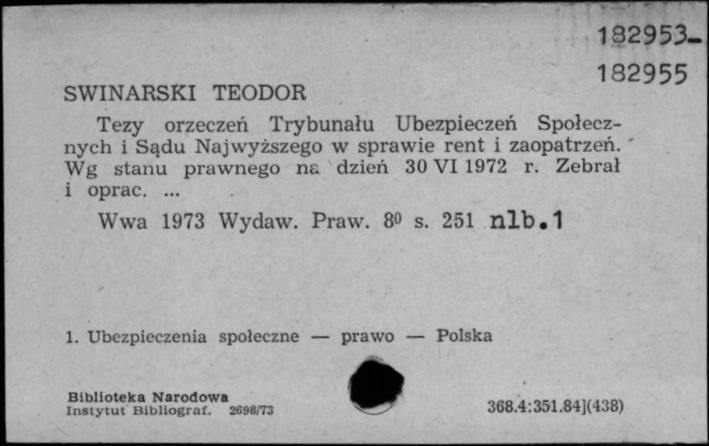 182953-
182955
SWINARSKI TEODOR
Tezy orzeczeń Trybunału Ubezpieczeń Społecz-
nych i Sądu Najwyższego w sprawie rent i zaopatrzeń.
Wg stanu prawnego na dzień 30 VI 1972 r. Zebrał
i oprac. ...
Wwa 1973 Wydaw. Praw. 8⁰ s. 251 nlb.1
1. Ubezpieczenia społeczne — prawo — Polska
Biblioteka Narodowa
Instytut Bibliograf. 2698/73
368.4:351.84](438)